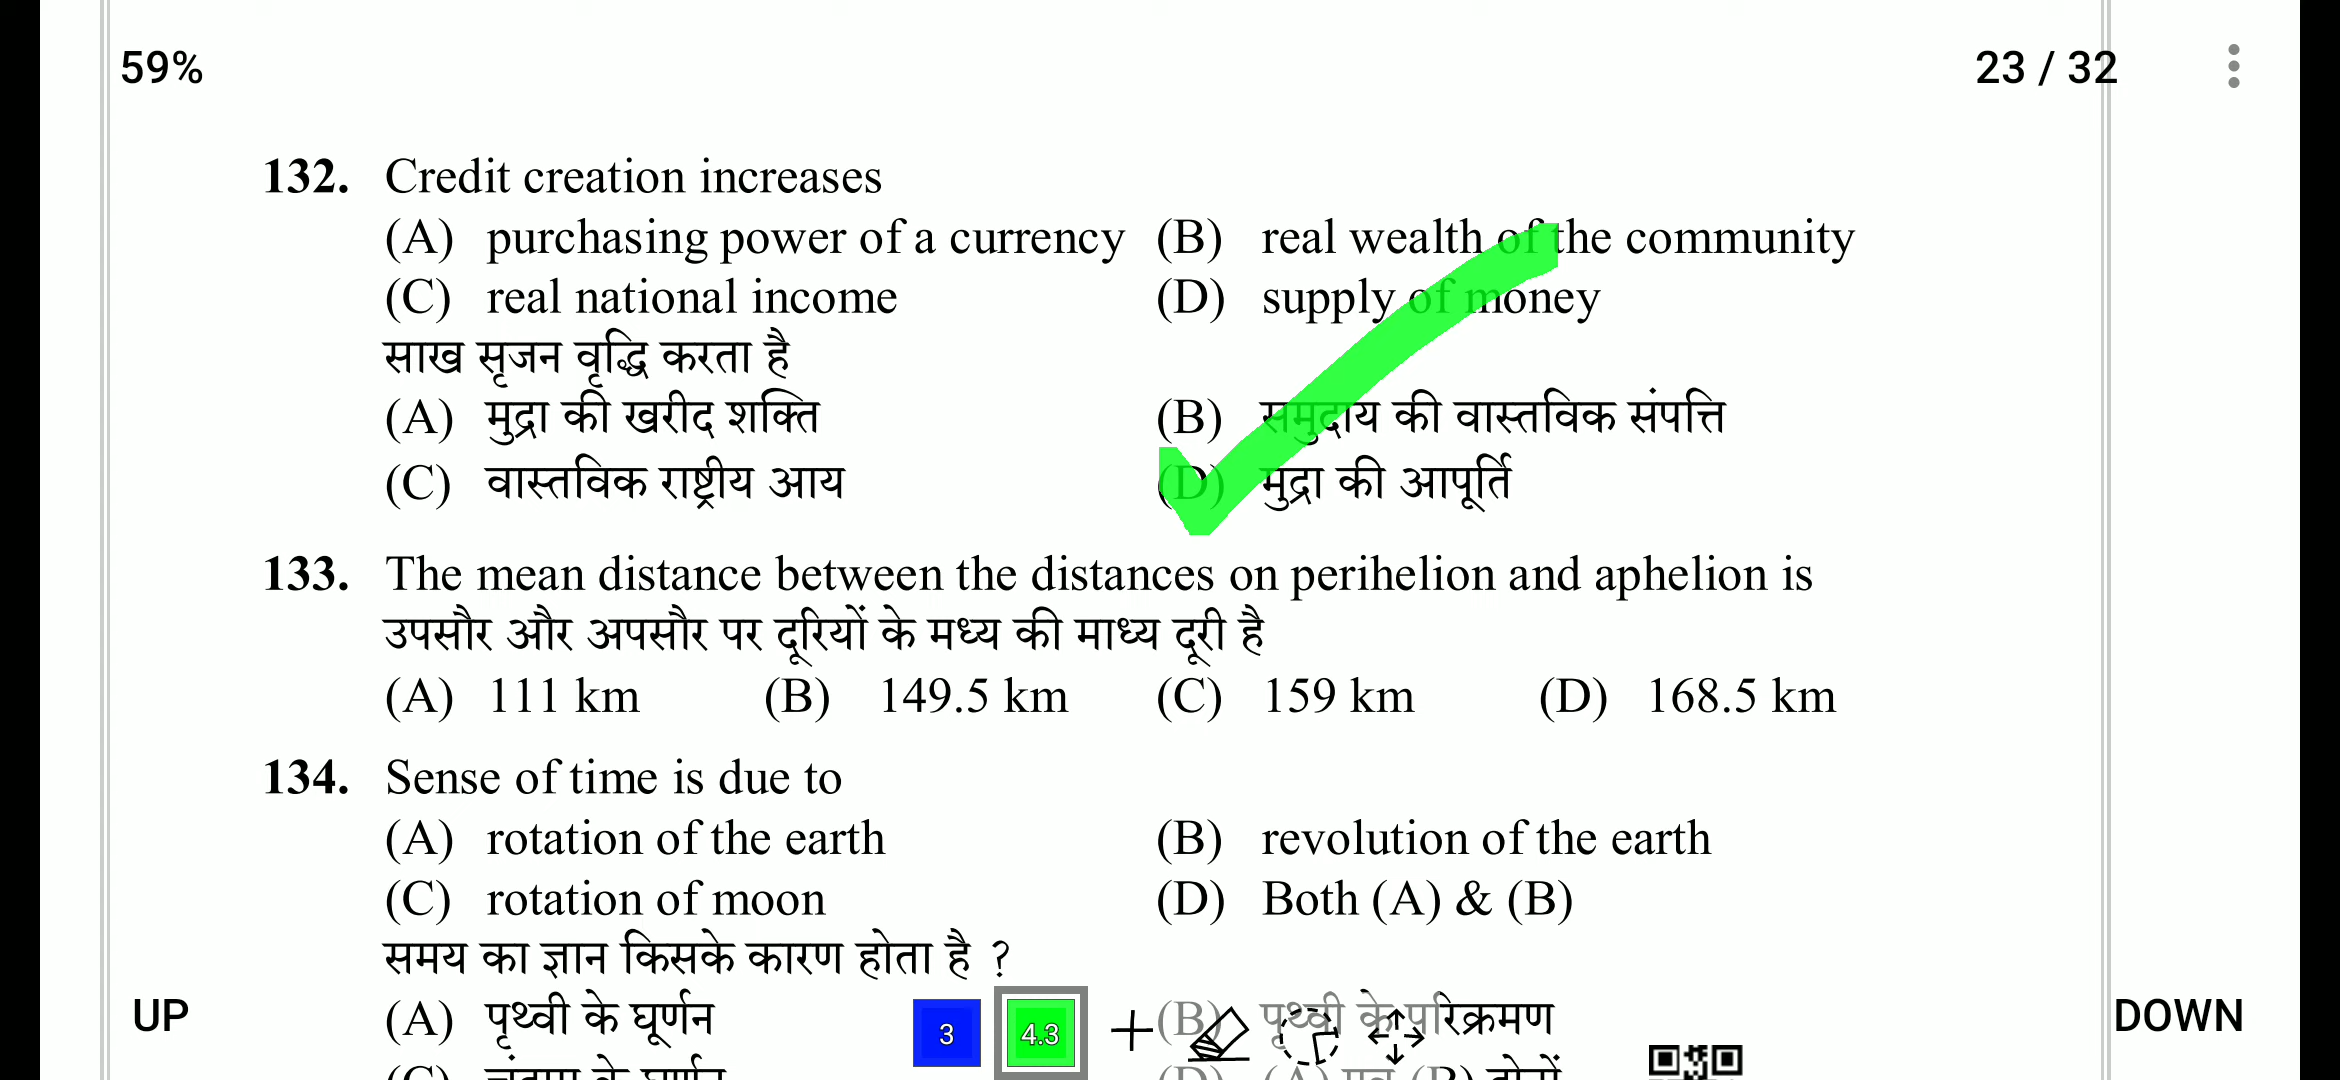 59%
23 / 32
132. Credit creation increases
(A) purchasing power of a currency (B) real wealth of the community
(C) real national income (D) supply of money
साख सृजन वृद्धि करता है
(A) मुद्रा की खरीद शक्ति (B) समुदाय की वास्तविक संपत्ति
(C) वास्तविक राष्ट्रीय आय (D) मुद्रा की आपूर्ति
133. The mean distance between the distances on perihelion and aphelion is
उपसौर और अपसौर पर दूरियों के मध्य की माध्य दूरी है
(A) 111 km (B) 149.5 km (C) 159 km (D) 168.5 km
134. Sense of time is due to
(A) rotation of the earth (B) revolution of the earth
(C) rotation of moon (D) Both (A) & (B)
समय का ज्ञान किसके कारण होता है ?
UP (A) पृथ्वी के घूर्णन 3 4.3 (B) पृथ्वी के परिक्रमण DOWN